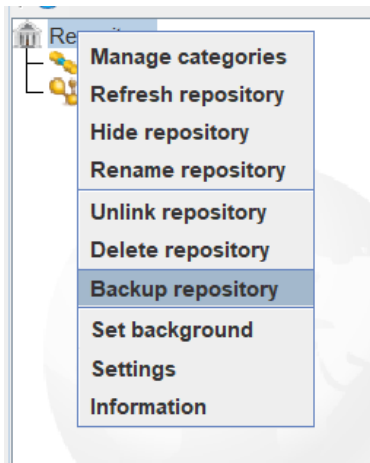 Manage categories
Refresh repository
Hide repository
Rename repository
Unlink repository
Delete repository
Backup repository
Set background
Settings
Information